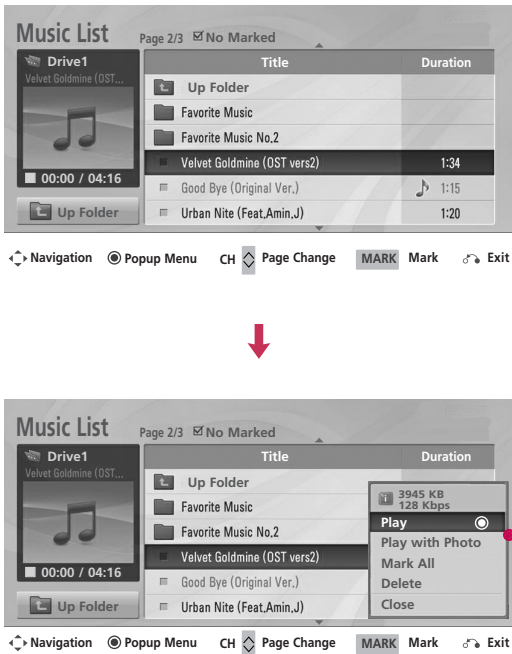 Music List
Page 2/3 No Marked
Drive1
Velvet Goldmine (OST...
00:00 / 04:16
Up Folder
Title Duration
Up Folder
Favorite Music
Favorite Music No.2
Velvet Goldmine (OST vers2) 1:34
Good Bye (Original Ver.) 1:15
Urban Nite (Feat.Amin.J) 1:20
Navigation Popup Menu CH Page Change MARK Mark Exit
Music List
Page 2/3 No Marked
Drive1
Velvet Goldmine (OST...
00:00 / 04:16
Up Folder
Title Duration
Up Folder
Favorite Music
Favorite Music No.2
Velvet Goldmine (OST vers2)
Good Bye (Original Ver.)
Urban Nite (Feat.Amin.J)
3945 KB
128 Kbps
Play
Play with Photo
Mark All
Delete
Close
Navigation Popup Menu CH Page Change MARK Mark Exit